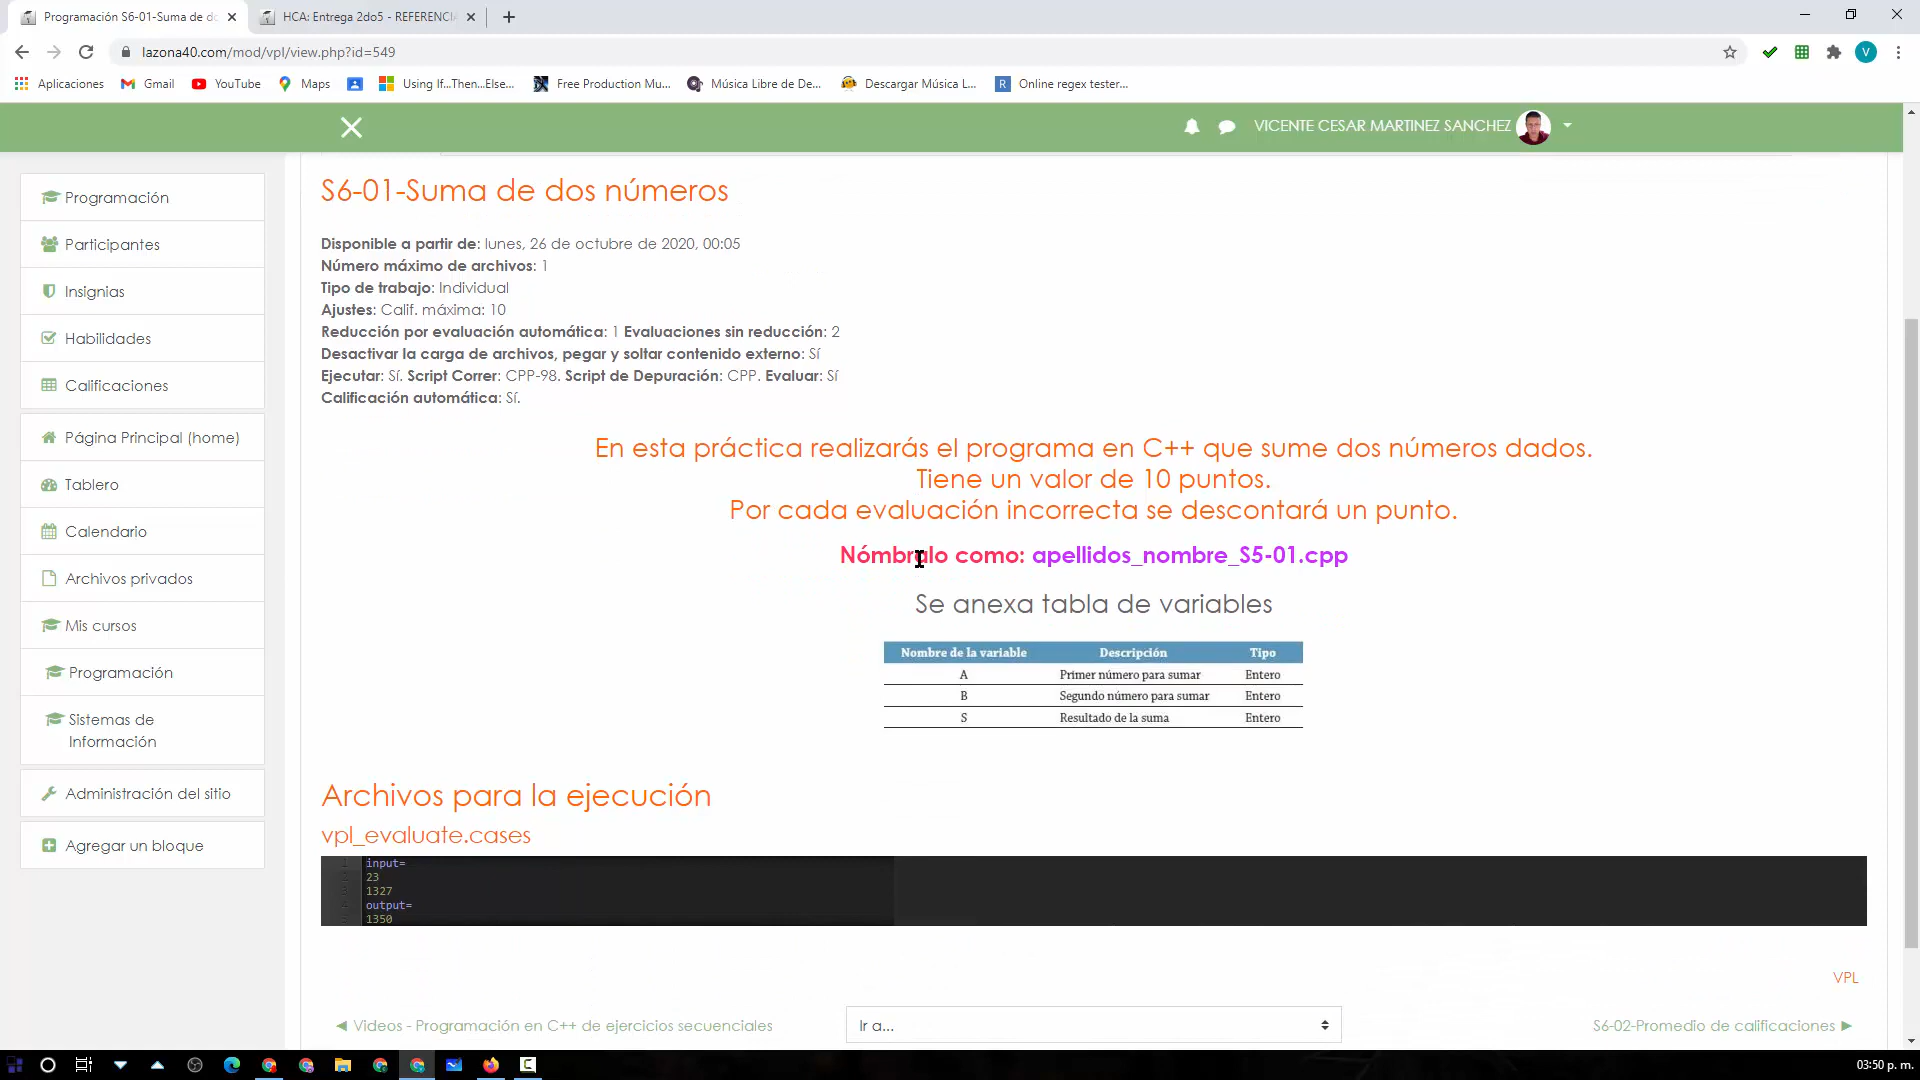 Programación S6-01-Suma de do
HCA: Entrega 2do5 - REFERENCI
lazona40.com/mod/vpl/view.php?id=549
V
Aplicaciones
Gmail
YouTube
Maps
Using If...Then...Else...
Free Production Mu...
Música Libre de De...
Descargar Música L...
R
Online regex tester...
VICENTE CESAR MARTINEZ SANCHEZ
Programación
Participantes
Insignias
Habilidades
Calificaciones
Página Principal (home)
Tablero
Calendario
Archivos privados
Mis cursos
Programación
Sistemas de
Información
Administración del sitio
Agregar un bloque
S6-01-Suma de dos números
Disponible a partir de: lunes, 26 de octubre de 2020, 00:05
Número máximo de archivos: 1
Tipo de trabajo: Individual
Ajustes: Calif. máxima: 10
Reducción por evaluación automática: 1 Evaluaciones sin reducción: 2
Desactivar la carga de archivos, pegar y soltar contenido externo: Sí
Ejecutar: Sí. Script Correr: CPP-98. Script de Depuración: CPP. Evaluar: Sí
Calificación automática: Sí.
En esta práctica realizarás el programa en C++ que sume dos números dados.
Tiene un valor de 10 puntos.
Por cada evaluación incorrecta se descontará un punto.
Nómbralo como: apellidos_nombre_S5-01.cpp
Se anexa tabla de variables
Nombre de la variable Descripción Tipo
A Primer número para sumar Entero
B Segundo número para sumar Entero
S Resultado de la suma Entero
Archivos para la ejecución
vpl_evaluate.cases
1 input=
2 23
3 1327
4 output=
5 1350
VPL
◄ Videos - Programación en C++ de ejercicios secuenciales
Ir a...
S6-02-Promedio de calificaciones ►
03:50 p. m.